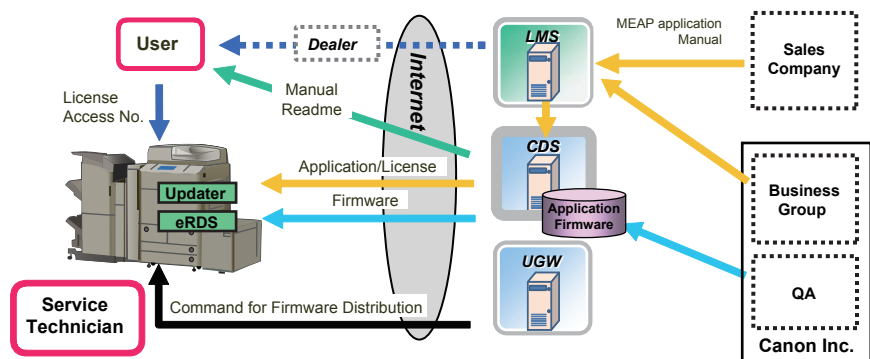 User
Dealer
LMS
MEAP application
Manual
Sales
Company
License
Access No.
Manual
Readme
Internet
CDS
Application/License
Updater
Firmware
eRDS
Application
Firmware
Business
Group
UGW
QA
Service
Technician
Command for Firmware Distribution
Canon Inc.